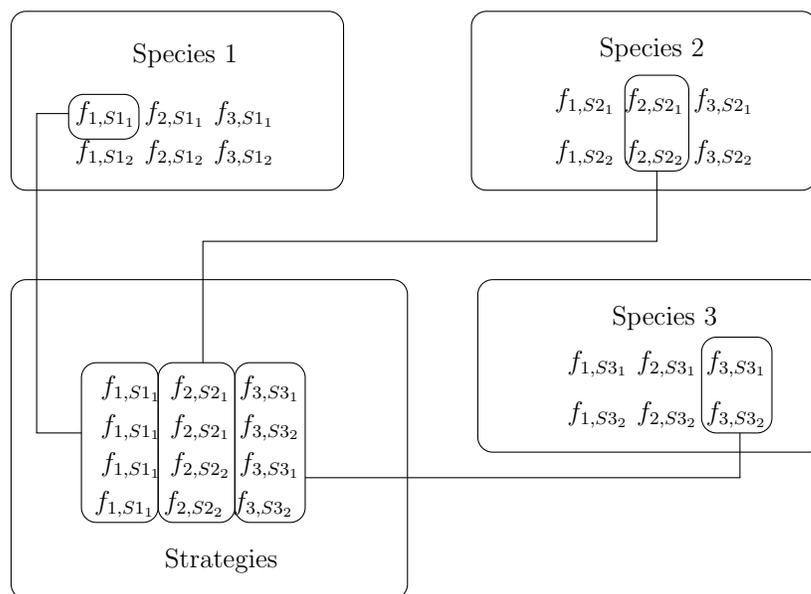 Species 1
f_{1,S1_1} f_{2,S1_1} f_{3,S1_1}
f_{1,S1_2} f_{2,S1_2} f_{3,S1_2}
Species 2
f_{1,S2_1} f_{2,S2_1} f_{3,S2_1}
f_{1,S2_2} f_{2,S2_2} f_{3,S2_2}
Species 3
f_{1,S3_1} f_{2,S3_1} f_{3,S3_1}
f_{1,S3_2} f_{2,S3_2} f_{3,S3_2}
f_{1,S1_1} f_{2,S2_1} f_{3,S3_1}
f_{1,S1_1} f_{2,S2_1} f_{3,S3_2}
f_{1,S1_1} f_{2,S2_2} f_{3,S3_1}
f_{1,S1_1} f_{2,S2_2} f_{3,S3_2}
Strategies